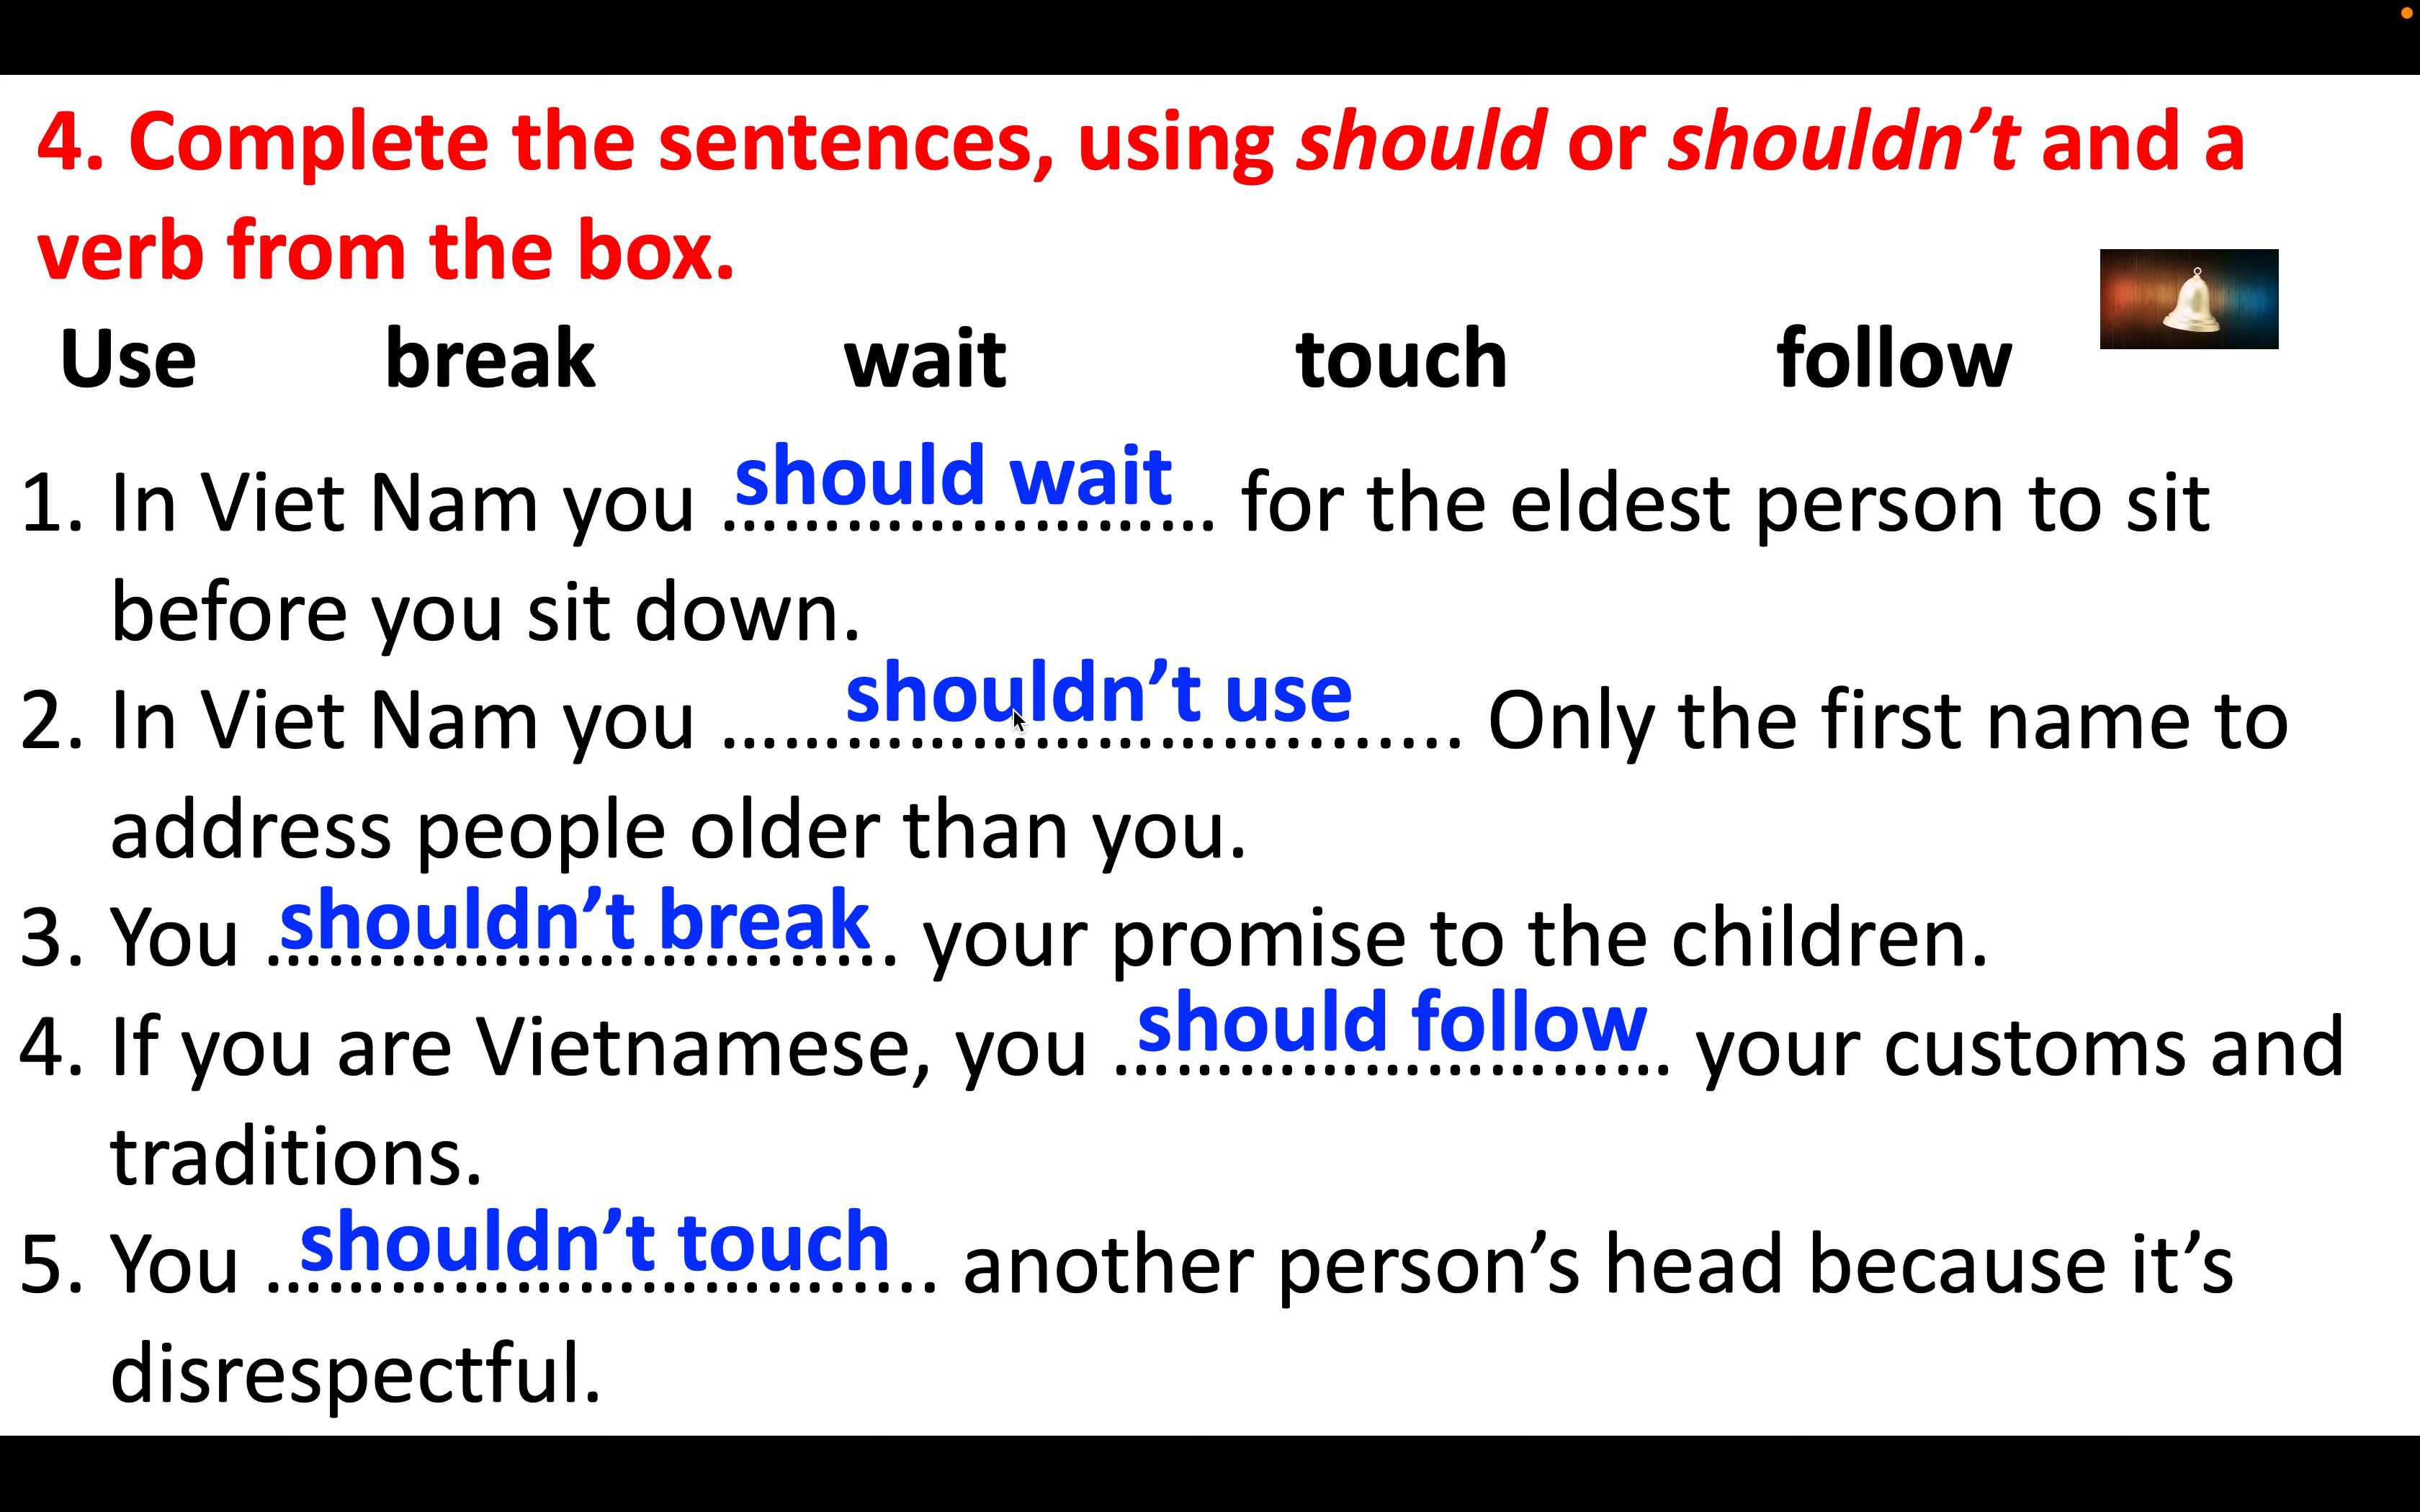 4. Complete the sentences, using should or shouldn’t and a
verb from the box.
Use break wait touch follow
1. In Viet Nam you should wait ........................ for the eldest person to sit
before you sit down.
2. In Viet Nam you shouldn’t use .................................... Only the first name to
address people older than you.
3. You shouldn’t break ............................... your promise to the children.
4. If you are Vietnamese, you should follow ........................... your customs and
traditions.
5. You shouldn’t touch ................................. another person’s head because it’s
disrespectful.